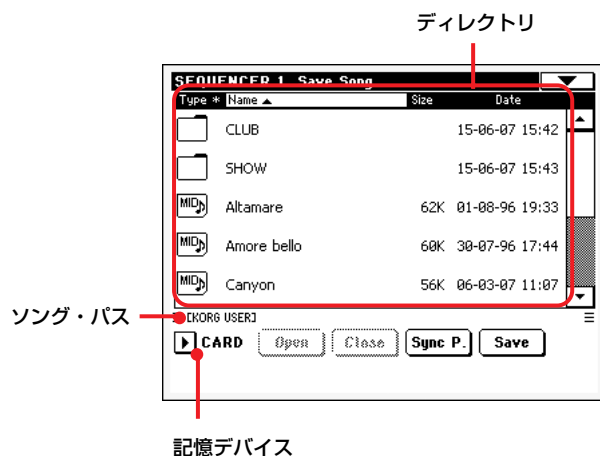 ディレクトリ
SEQUENCER 1 Save Song
Type * Name ▲ Size Date
CLUB 15-06-07 15:42
SHOW 15-06-07 15:43
MID Altamare 62K 01-08-96 19:33
MID Amore bello 60K 30-07-96 17:44
MID Canyon 56K 06-03-07 11:07
ソング・パス
[KORG USER]
CARD Open Close Sync P. Save
記憶デバイス